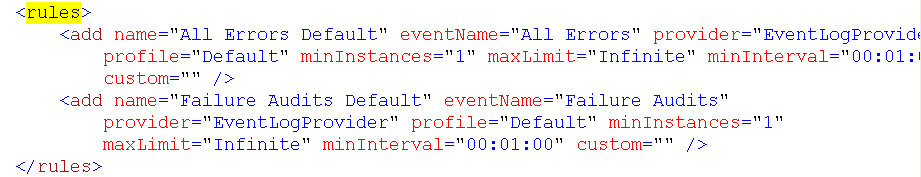 <rules>
<add name="All Errors Default" eventName="All Errors" provider="EventLogProvide
profile="Default" minInstances="1" maxLimit="Infinite" minInterval="00:01:
custom="" />
<add name="Failure Audits Default" eventName="Failure Audits"
provider="EventLogProvider" profile="Default" minInstances="1"
maxLimit="Infinite" minInterval="00:01:00" custom="" />
</rules>